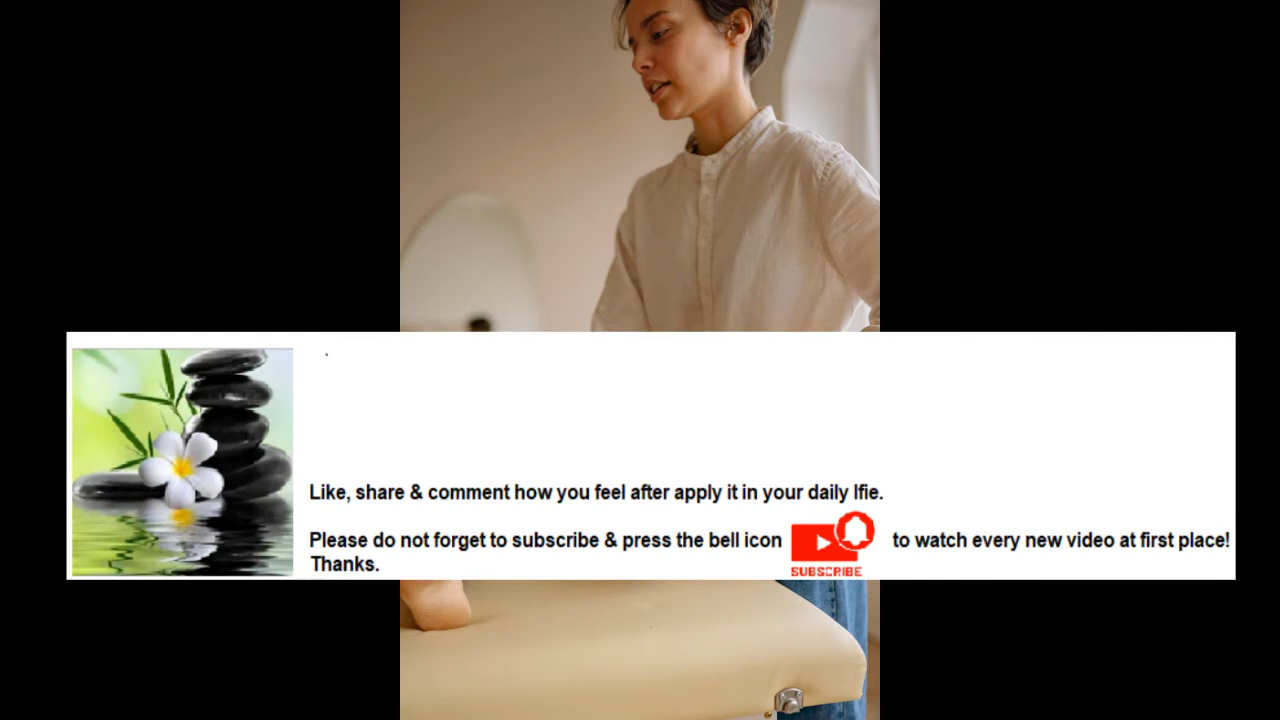 Like, share & comment how you feel after apply it in your daily lfie.
Please do not forget to subscribe & press the bell icon
SUBSCRIBE
to watch every new video at first place!
Thanks.